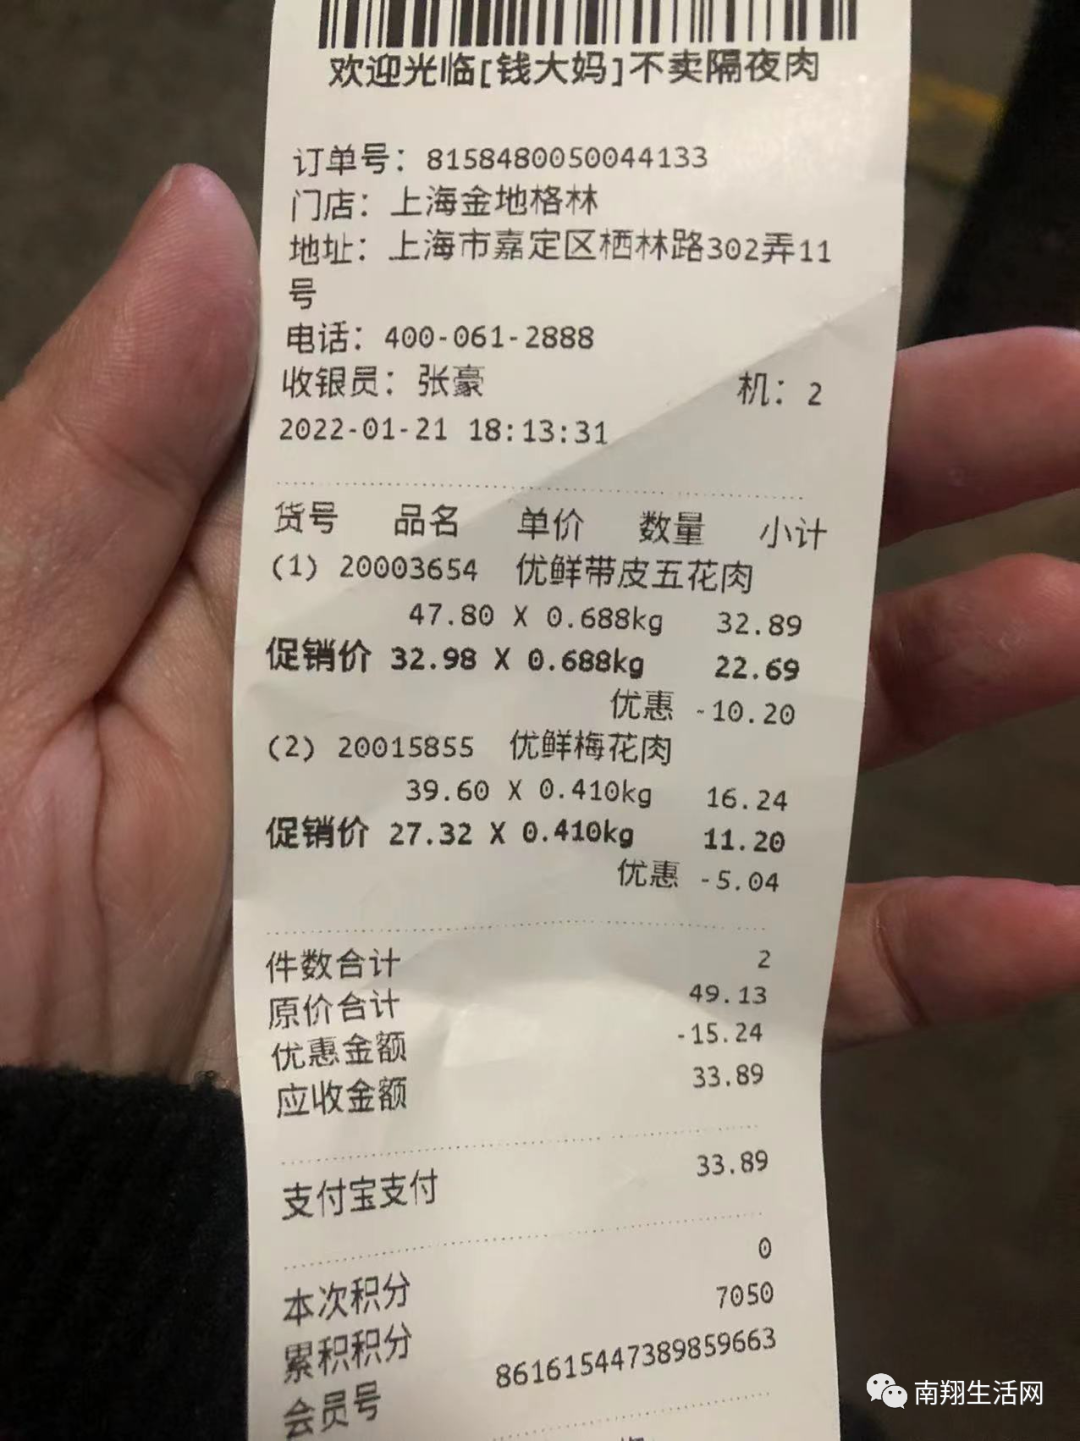 欢迎光临[钱大妈]不卖隔夜肉
订单号：8158480050044133
门店：上海金地格林
地址：上海市嘉定区栖林路302弄11
号
电话：400-061-2888
收银员：张豪 机：2
2022-01-21 18:13:31
货号 品名 单价 数量 小计
(1) 20003654 优鲜带皮五花肉
47.80 X 0.688kg 32.89
促销价 32.98 X 0.688kg 22.69
优惠 -10.20
(2) 20015855 优鲜梅花肉
39.60 X 0.410kg 16.24
促销价 27.32 X 0.410kg 11.20
优惠 -5.04
件数合计 2
原价合计 49.13
优惠金额 -15.24
应收金额 33.89
支付宝支付 33.89
本次积分 0
累积积分 7050
会员号 861615447389859663
南翔生活网